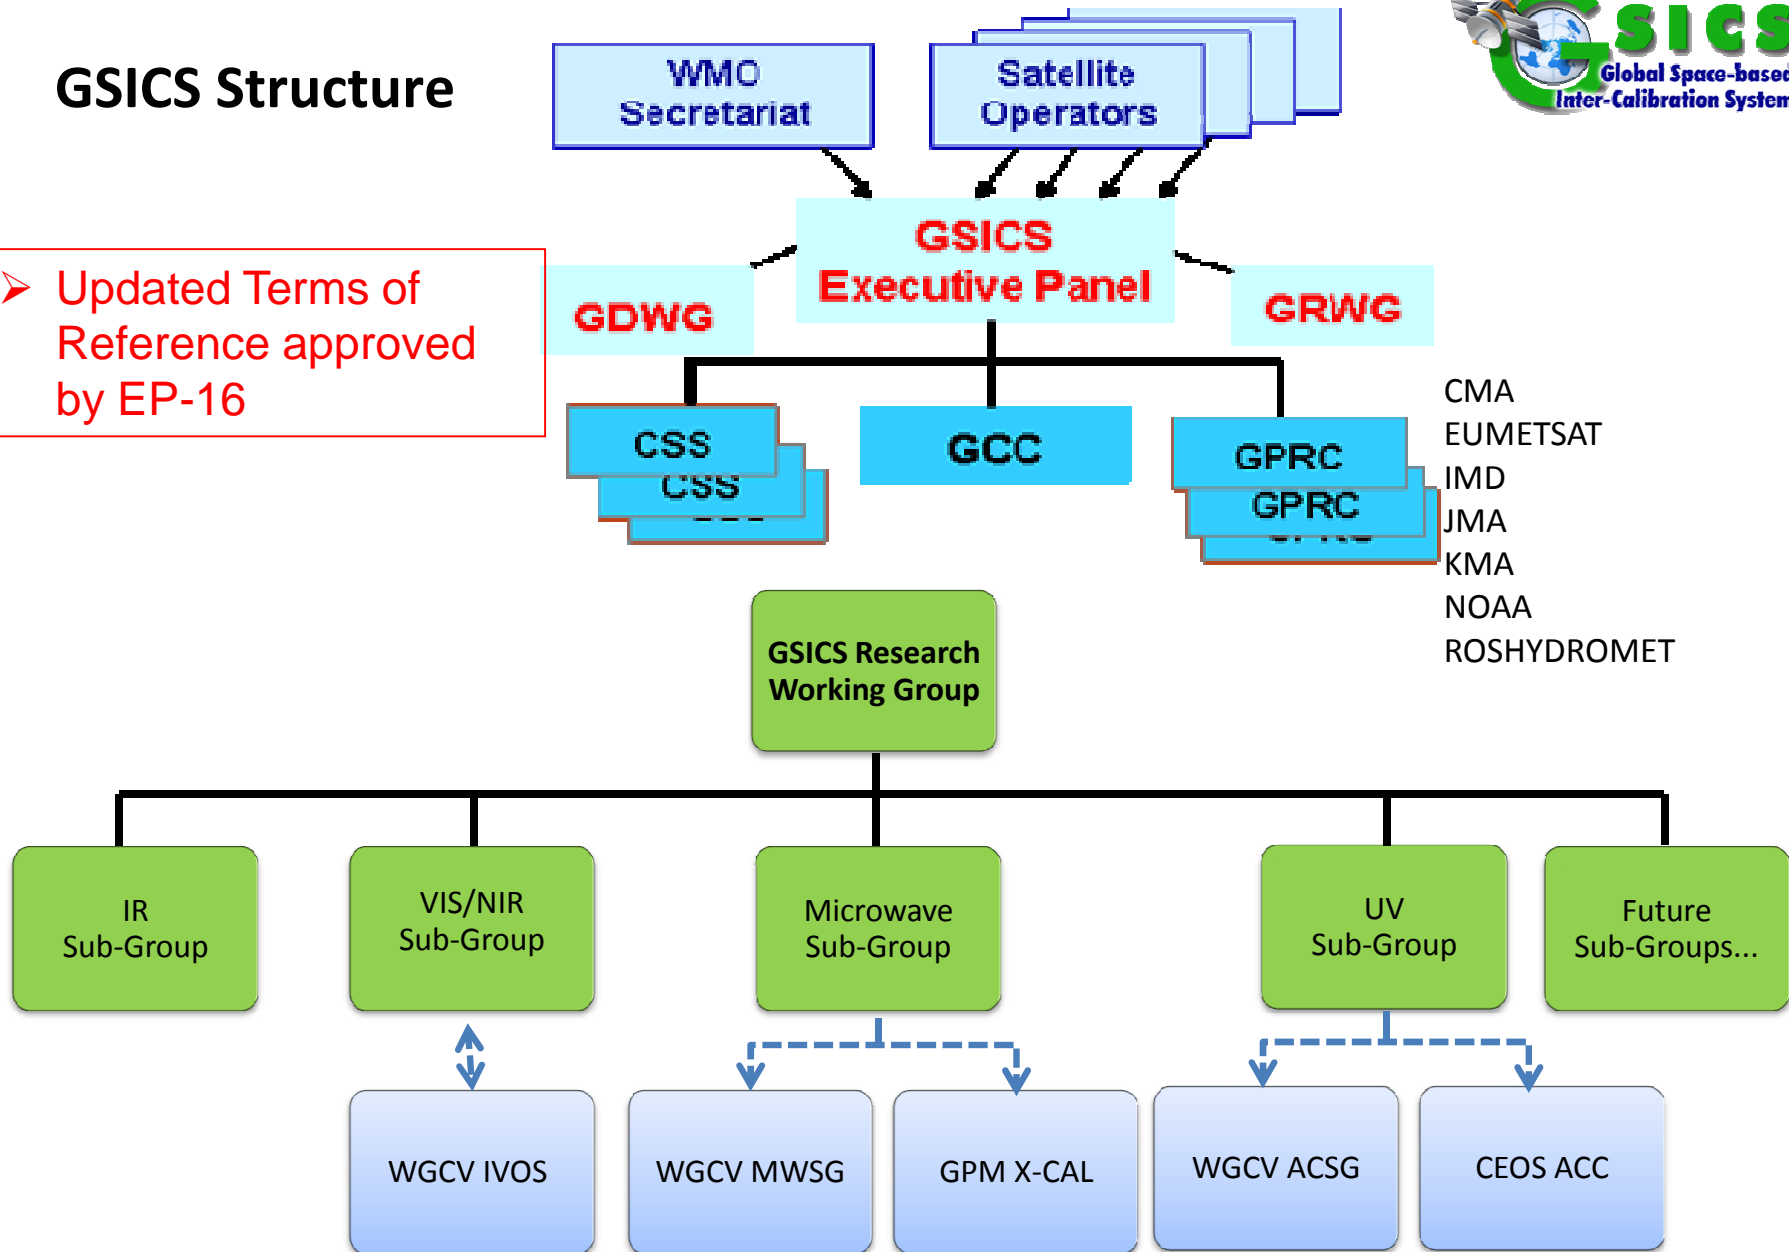 GSICS Structure
WMO
Secretariat
Satellite
Operators
GSICS
Global Space-based
Inter-Calibration System
➢ Updated Terms of
Reference approved
by EP-16
GSICS
Executive Panel
GDWG
GRWG
CSS
CSS
GCC
GPRC
GPRC
CMA
EUMETSAT
IMD
JMA
KMA
NOAA
ROSHYDROMET
GSICS Research
Working Group
IR
Sub-Group
VIS/NIR
Sub-Group
Microwave
Sub-Group
UV
Sub-Group
Future
Sub-Groups...
WGCV IVOS
WGCV MWSG
GPM X-CAL
WGCV ACSG
CEOS ACC